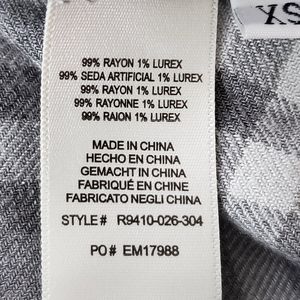 XS
99% RAYON 1% LUREX
99% SEDA ARTIFICIAL 1% LUREX
99% RAYON 1% LUREX
99% RAYONNE 1% LUREX
99% RAION 1% LUREX
MADE IN CHINA
HECHO EN CHINA
GEMACHT IN CHINA
FABRIQUÉ EN CHINE
FABRICATO NEGLI CHINA
STYLE# R9410-026-304
PO# EM17988